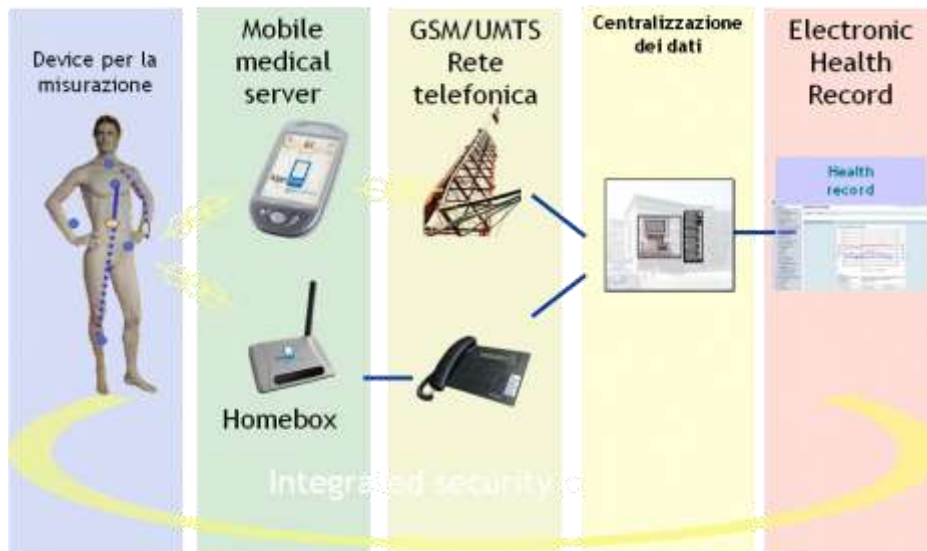 Device per la
misurazione
Mobile
medical
server
GSM/UMTS
Rete
telefonica
Centralizzazione
dei dati
Electronic
Health
Record
Health
record
Homebox
Integrated security